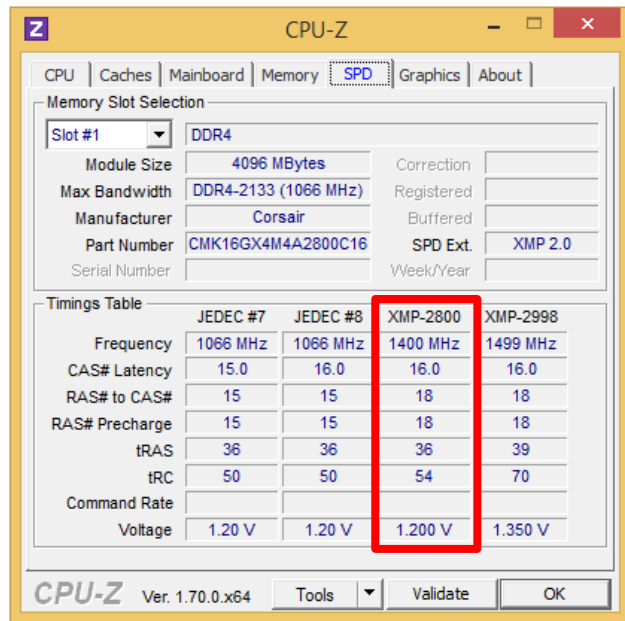 Z CPU-Z
CPU Caches Mainboard Memory SPD Graphics About
Memory Slot Selection
Slot #1 DDR4
Module Size 4096 MBytes Correction
Max Bandwidth DDR4-2133 (1066 MHz) Registered
Manufacturer Corsair Buffered
Part Number CMK16GX4M4A2800C16 SPD Ext. XMP 2.0
Serial Number Week/Year
Timings Table
JEDEC #7 JEDEC #8 XMP-2800 XMP-2998
Frequency 1066 MHz 1066 MHz 1400 MHz 1499 MHz
CAS# Latency 15.0 16.0 16.0 16.0
RAS# to CAS# 15 15 18 18
RAS# Precharge 15 15 18 18
tRAS 36 36 36 39
tRC 50 50 54 70
Command Rate
Voltage 1.20 V 1.20 V 1.200 V 1.350 V
CPU-Z Ver. 1.70.0.x64 Tools Validate OK